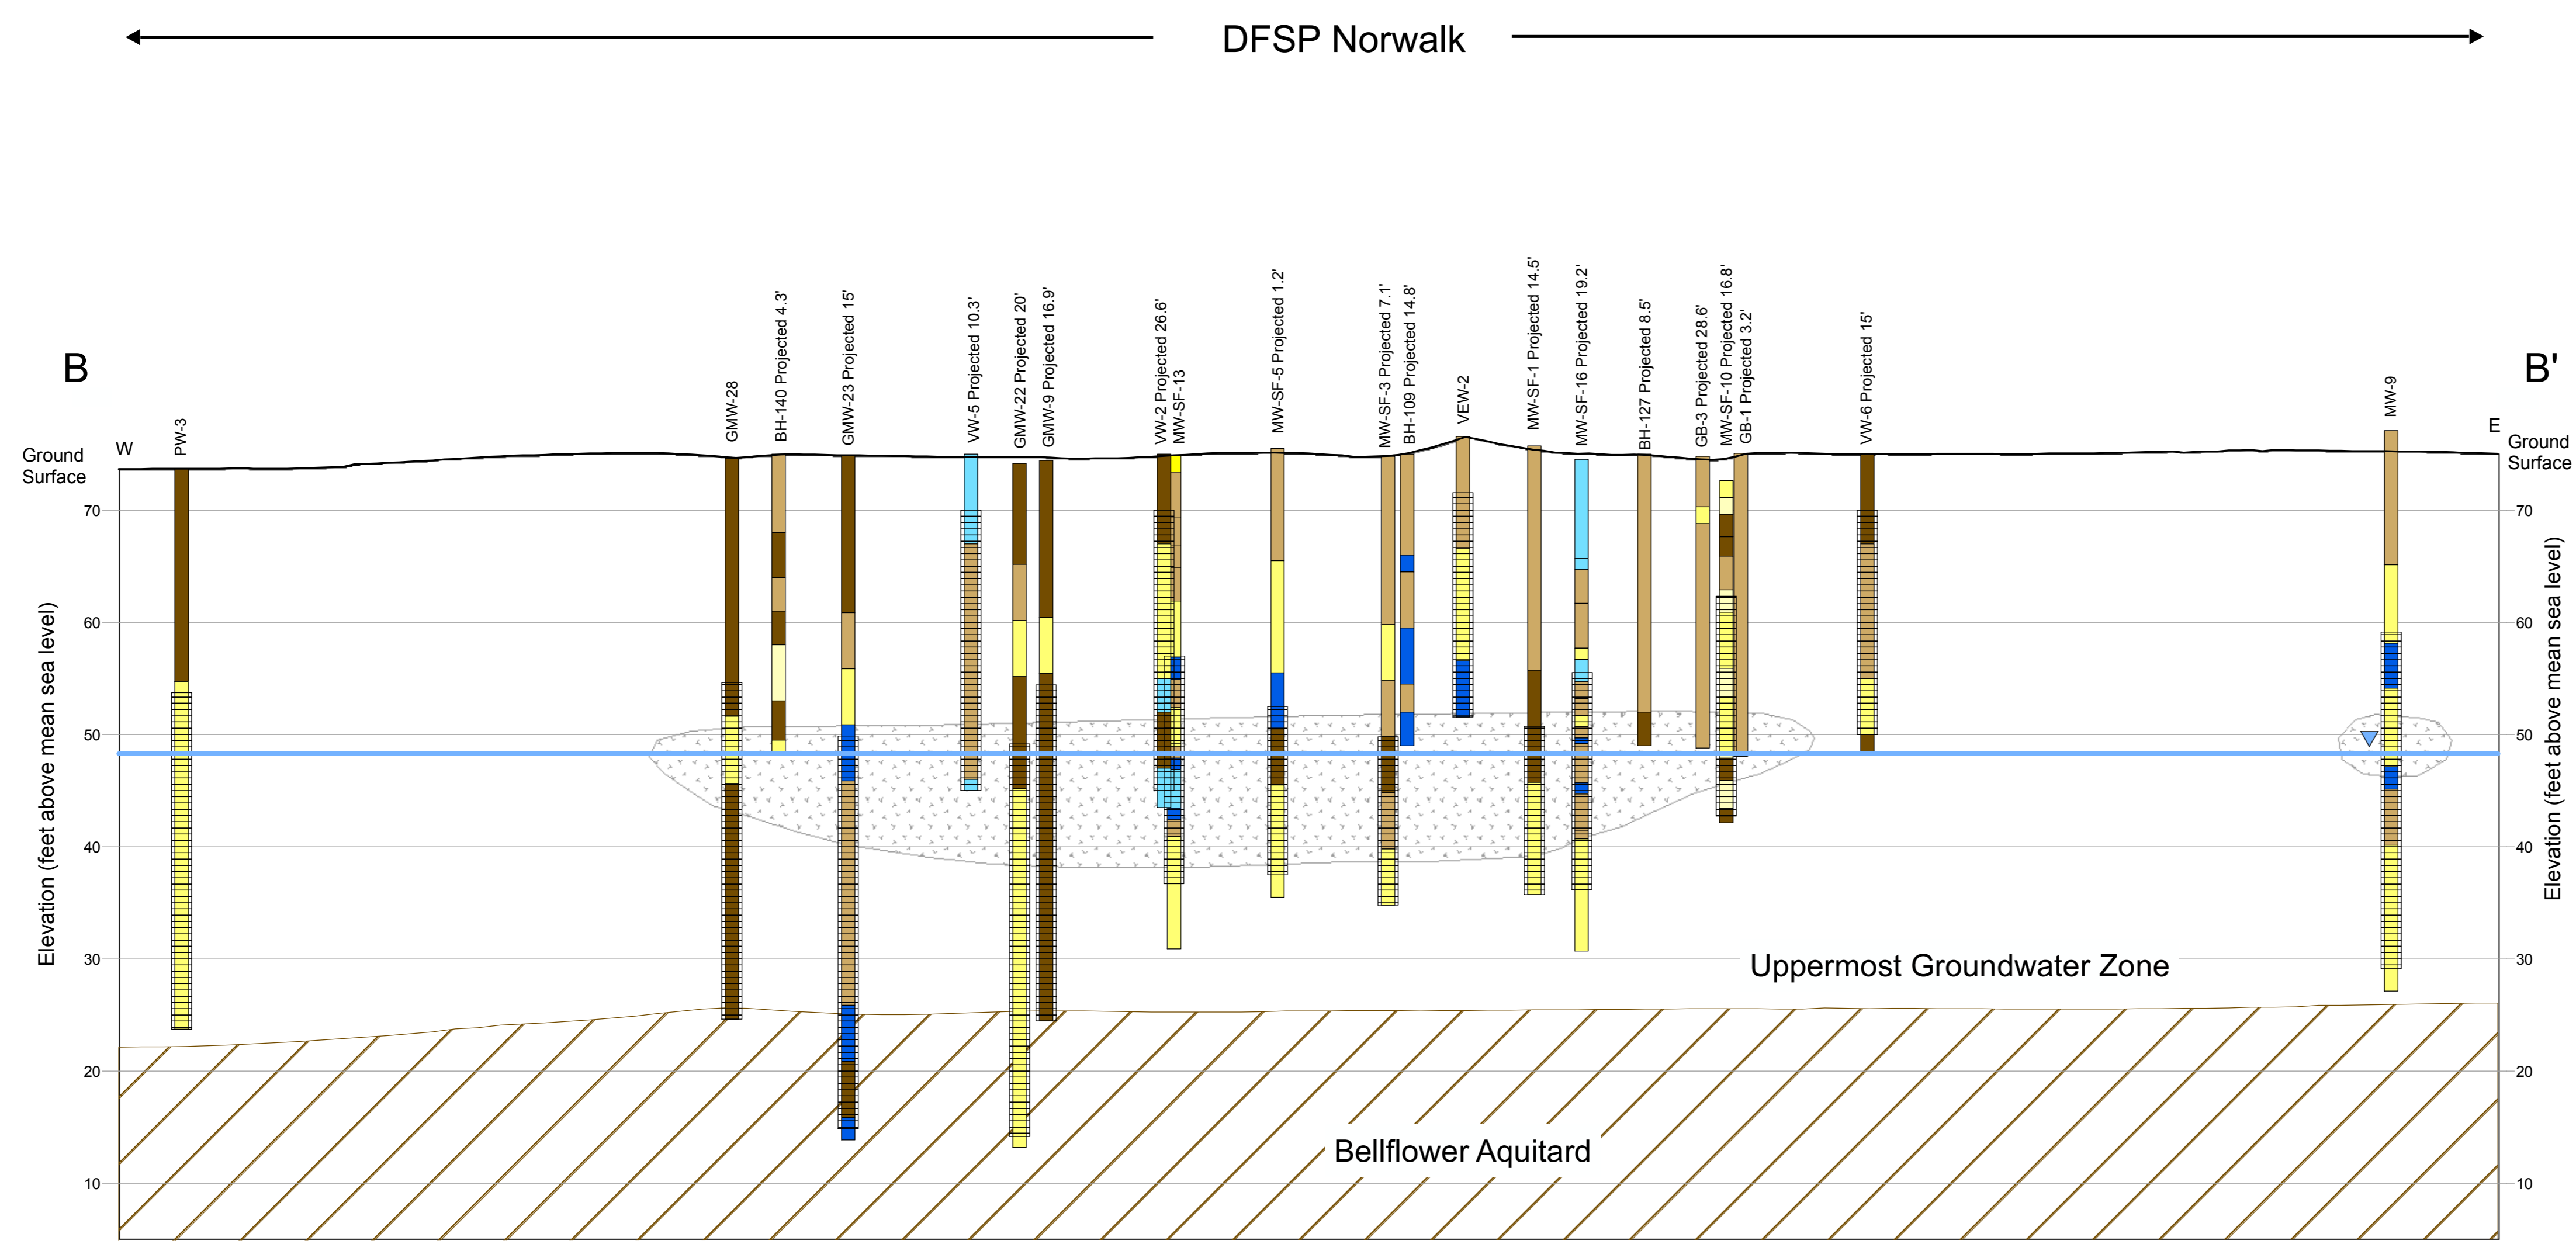 DFSP Norwalk
B
B'
W
E
Ground
Surface
Ground
Surface
PW-3
GMW-28
BH-140 Projected 4.3'
GMW-23 Projected 15'
VW-5 Projected 10.3'
GMW-22 Projected 20'
GMW-9 Projected 16.9'
VW-2 Projected 26.6'
MW-SF-13
MW-SF-5 Projected 1.2'
MW-SF-3 Projected 7.1'
BH-109 Projected 14.8'
VEW-2
MW-SF-1 Projected 14.5'
MW-SF-16 Projected 19.2'
BH-127 Projected 8.5'
GB-3 Projected 28.6'
MW-SF-10 Projected 16.8'
GB-1 Projected 3.2'
VW-6 Projected 15'
MW-9
Elevation (feet above mean sea level)
70
60
50
40
30
20
10
70
60
50
40
30
20
10
Elevation (feet above mean sea level)
Uppermost Groundwater Zone
Bellflower Aquitard